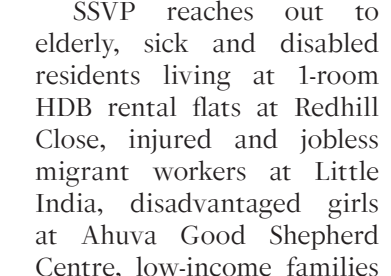 SSVP reaches out to
elderly, sick and disabled
residents living at 1-room
HDB rental flats at Redhill
Close, injured and jobless
migrant workers at Little
India, disadvantaged girls
at Ahuva Good Shepherd
Centre, low-income families